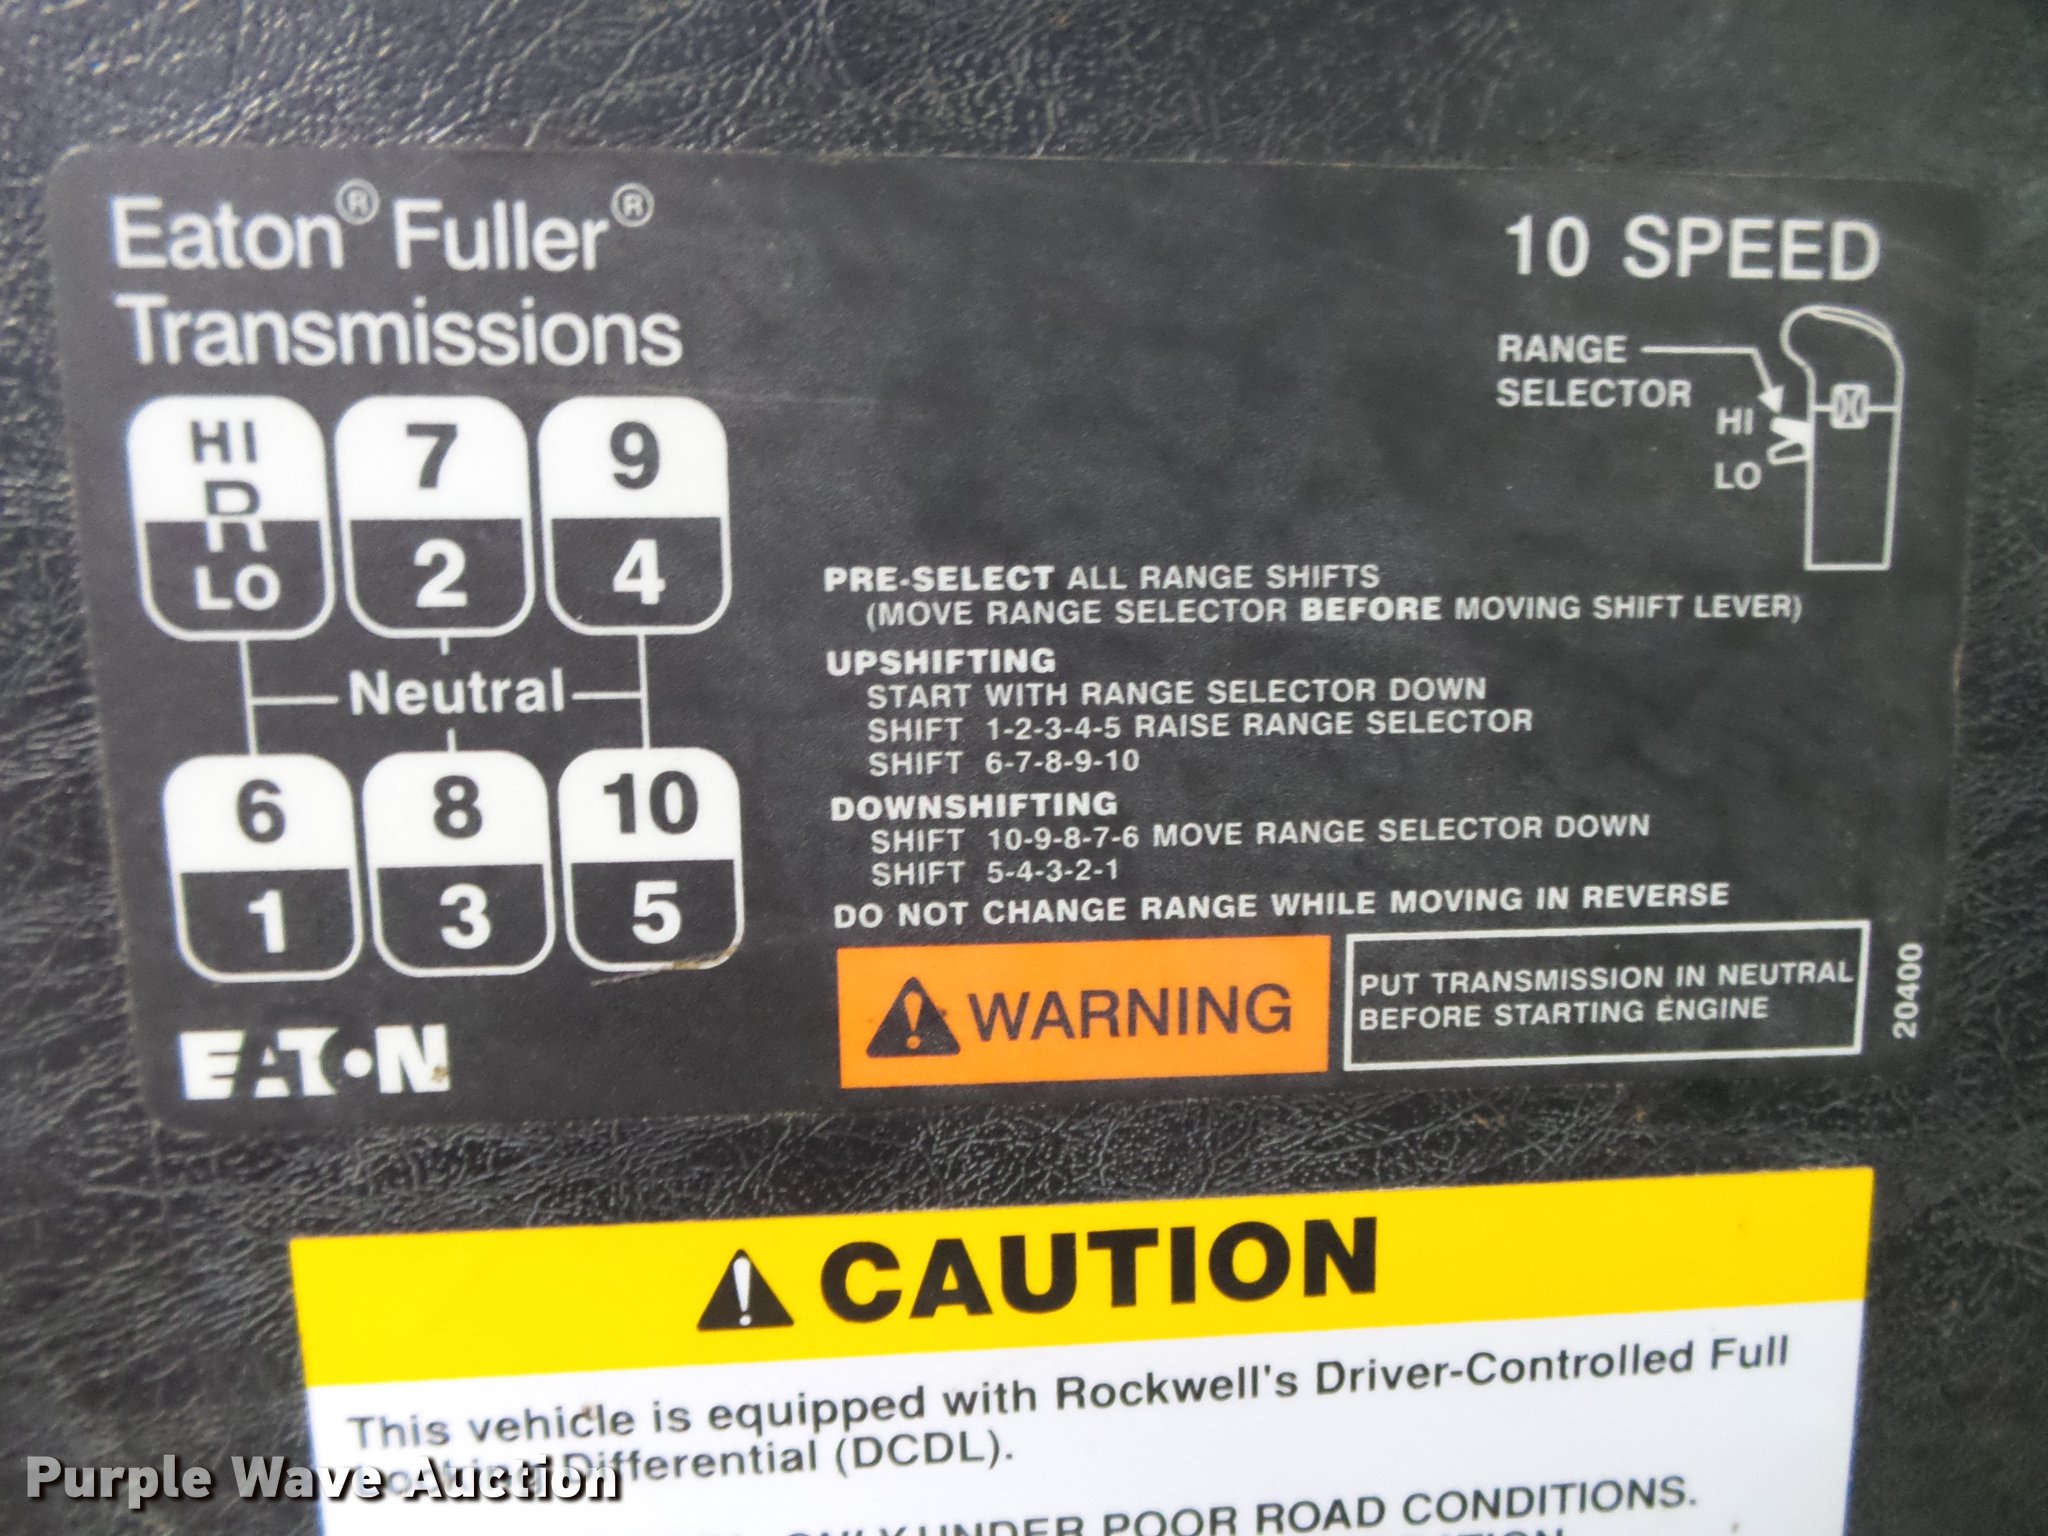 Eaton® Fuller®
Transmissions
10 SPEED
RANGE
SELECTOR
HI
LO
HI
R
LO
7
2
9
4
Neutral
6
1
8
3
10
5
PRE-SELECT ALL RANGE SHIFTS
(MOVE RANGE SELECTOR BEFORE MOVING SHIFT LEVER)
UPSHIFTING
START WITH RANGE SELECTOR DOWN
SHIFT 1-2-3-4-5 RAISE RANGE SELECTOR
SHIFT 6-7-8-9-10
DOWNSHIFTING
SHIFT 10-9-8-7-6 MOVE RANGE SELECTOR DOWN
SHIFT 5-4-3-2-1
DO NOT CHANGE RANGE WHILE MOVING IN REVERSE
WARNING
PUT TRANSMISSION IN NEUTRAL
BEFORE STARTING ENGINE
20400
EATON
CAUTION
This vehicle is equipped with Rockwell's Driver-Controlled Full
Locking Differential (DCDL).
ONLY UNDER POOR ROAD CONDITIONS.
Purple Wave Auction